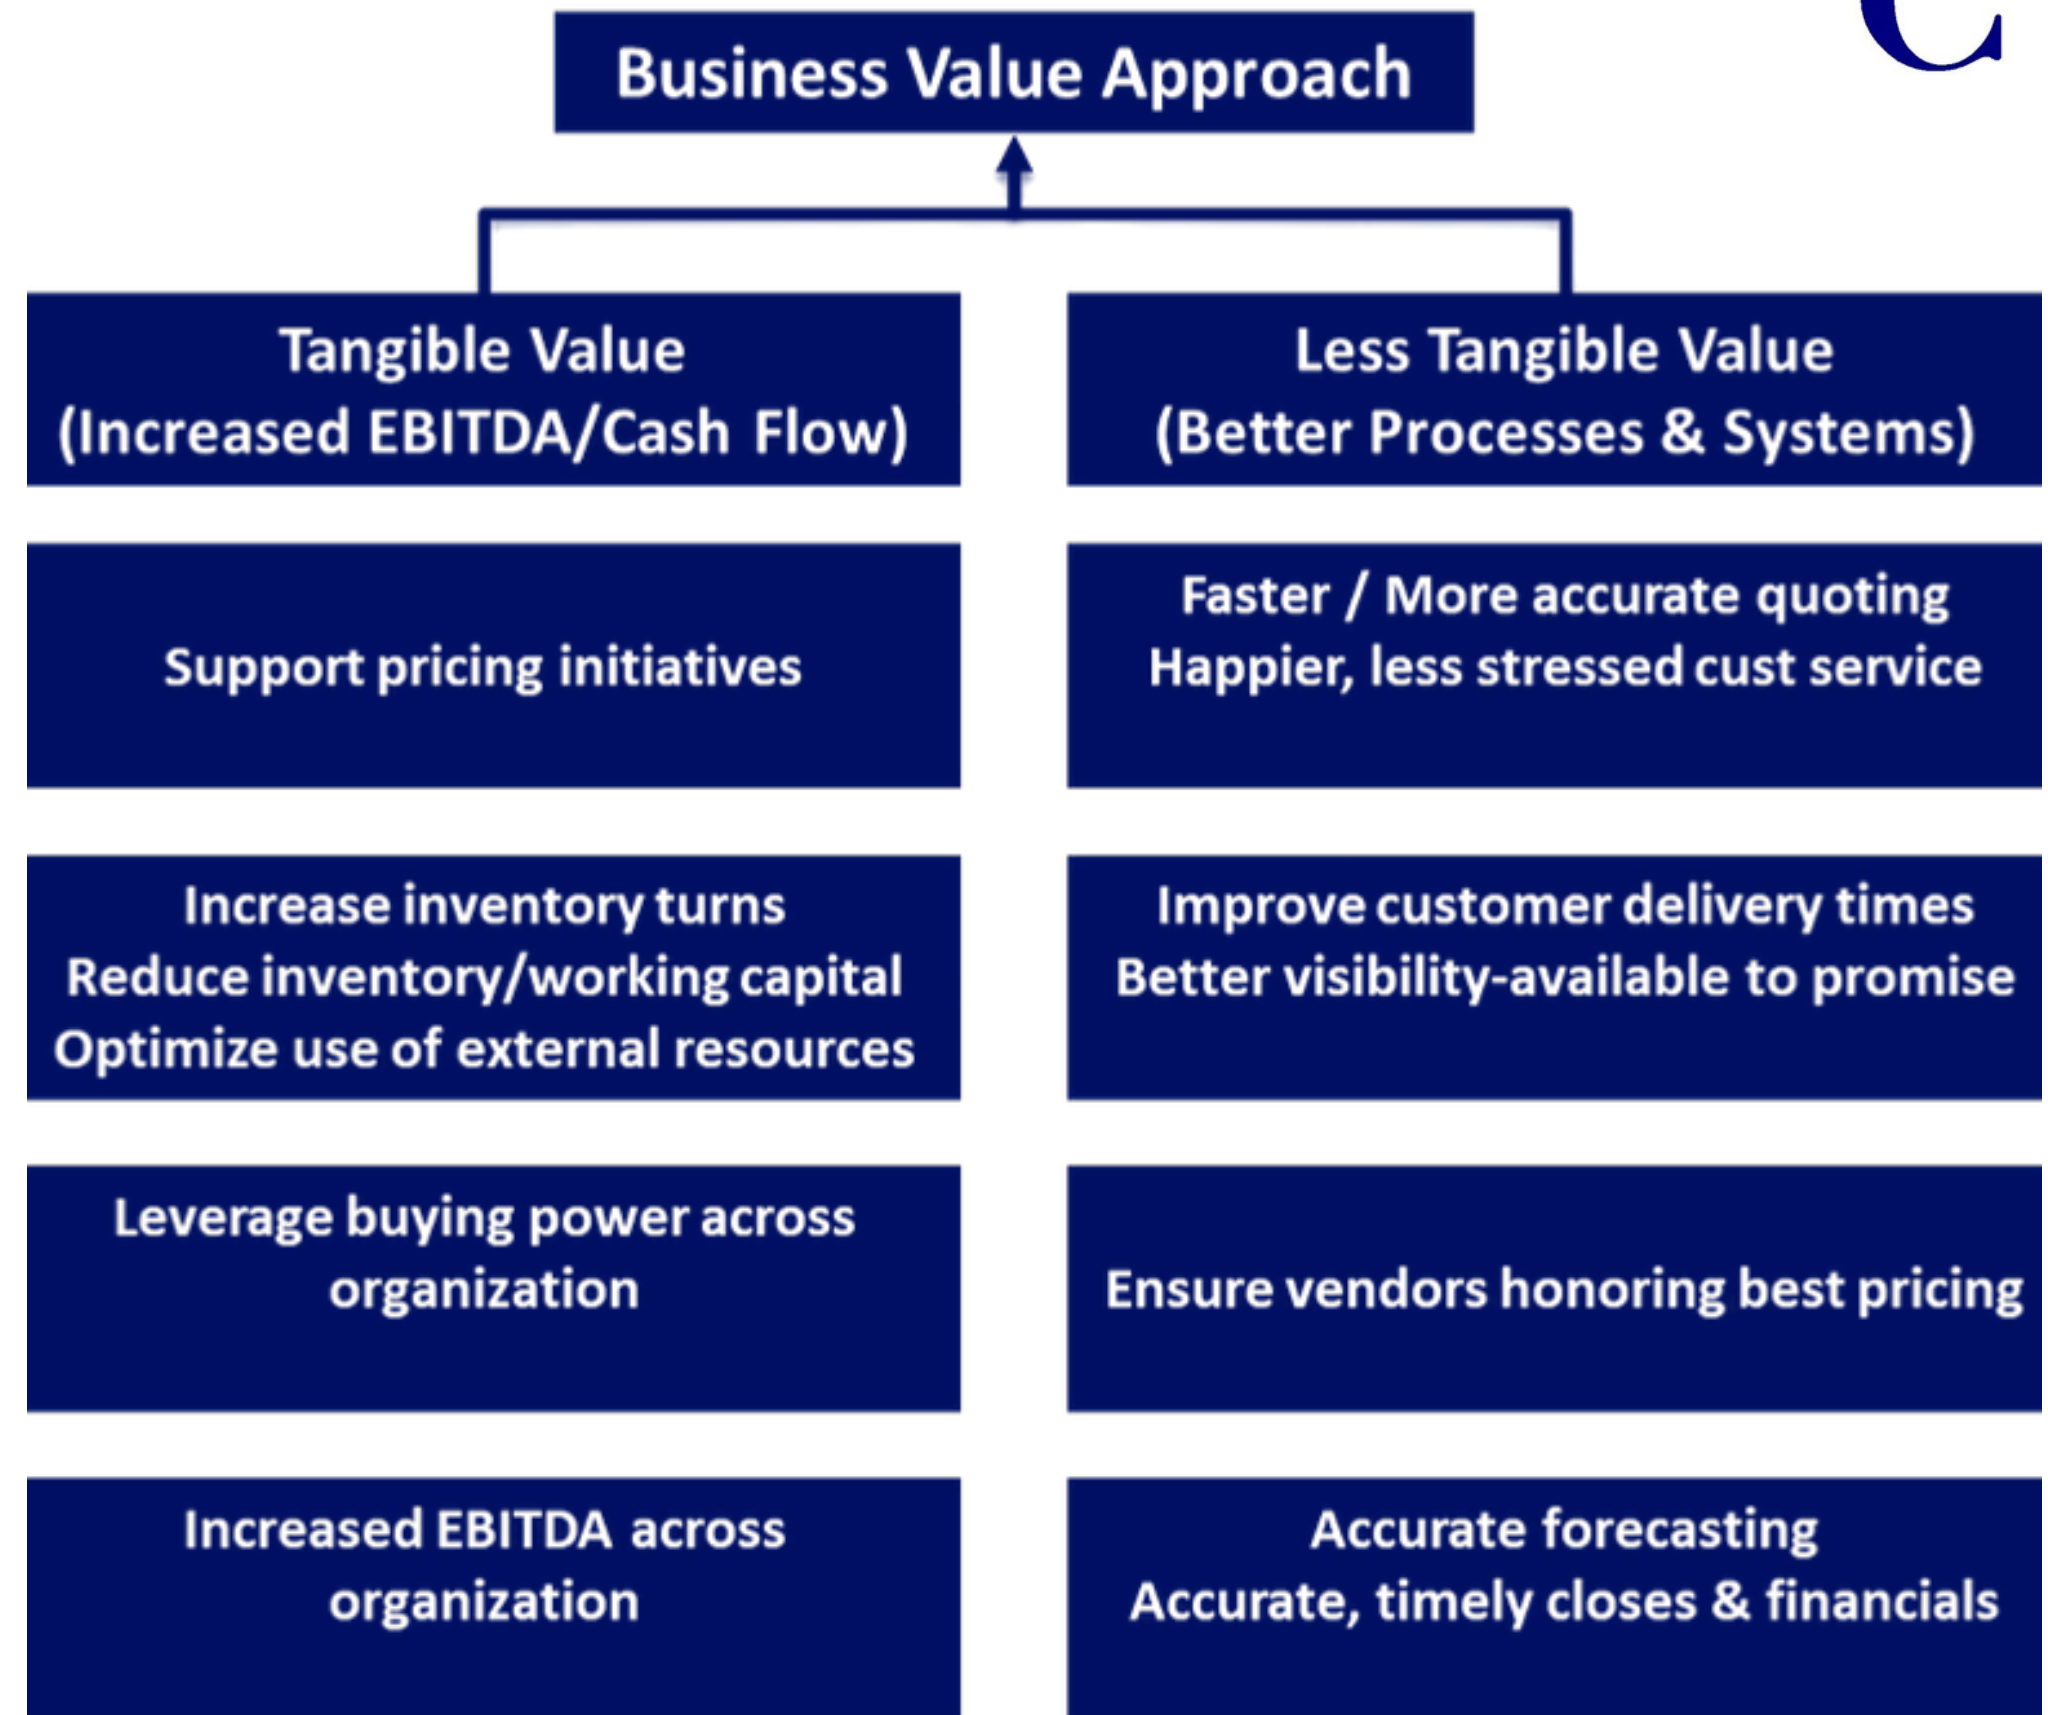 Business Value Approach
Tangible Value
(Increased EBITDA/Cash Flow)
Less Tangible Value
(Better Processes & Systems)
Support pricing initiatives
Faster / More accurate quoting
Happier, less stressed cust service
Increase inventory turns
Reduce inventory/working capital
Optimize use of external resources
Improve customer delivery times
Better visibility-available to promise
Leverage buying power across
organization
Ensure vendors honoring best pricing
Increased EBITDA across
organization
Accurate forecasting
Accurate, timely closes & financials